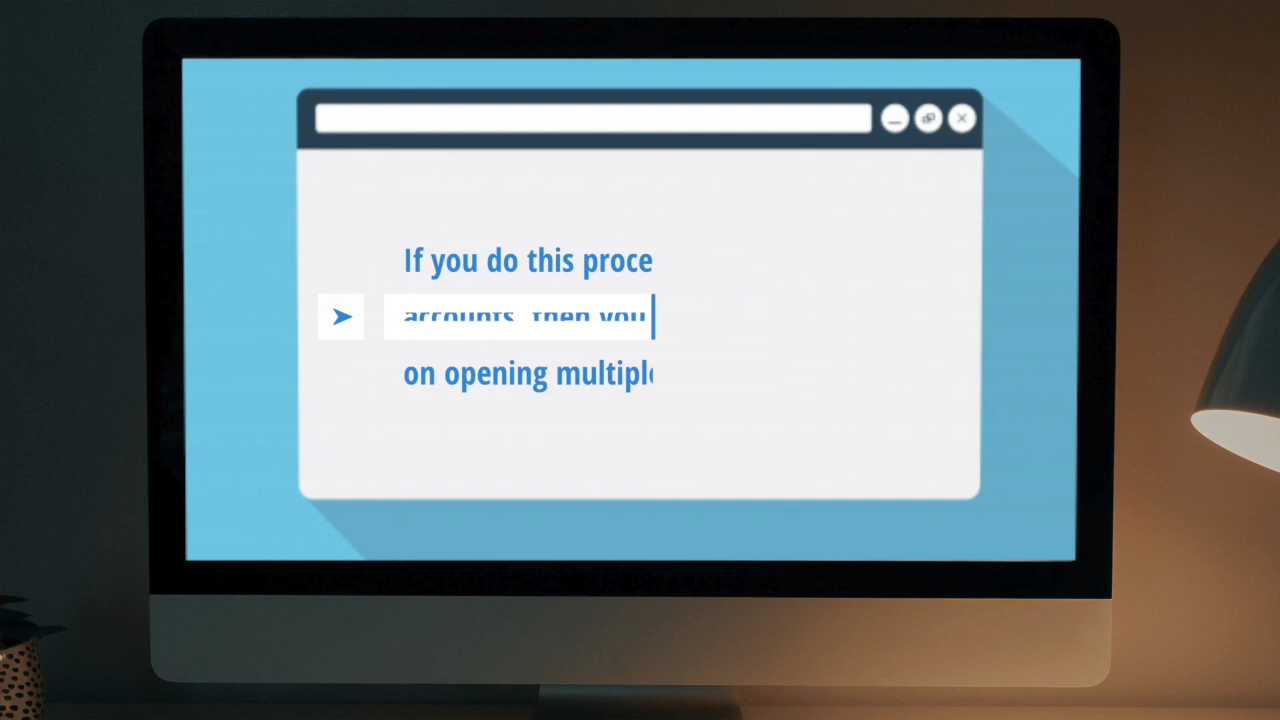 If you do this proce
accounts, then you
on opening multipl